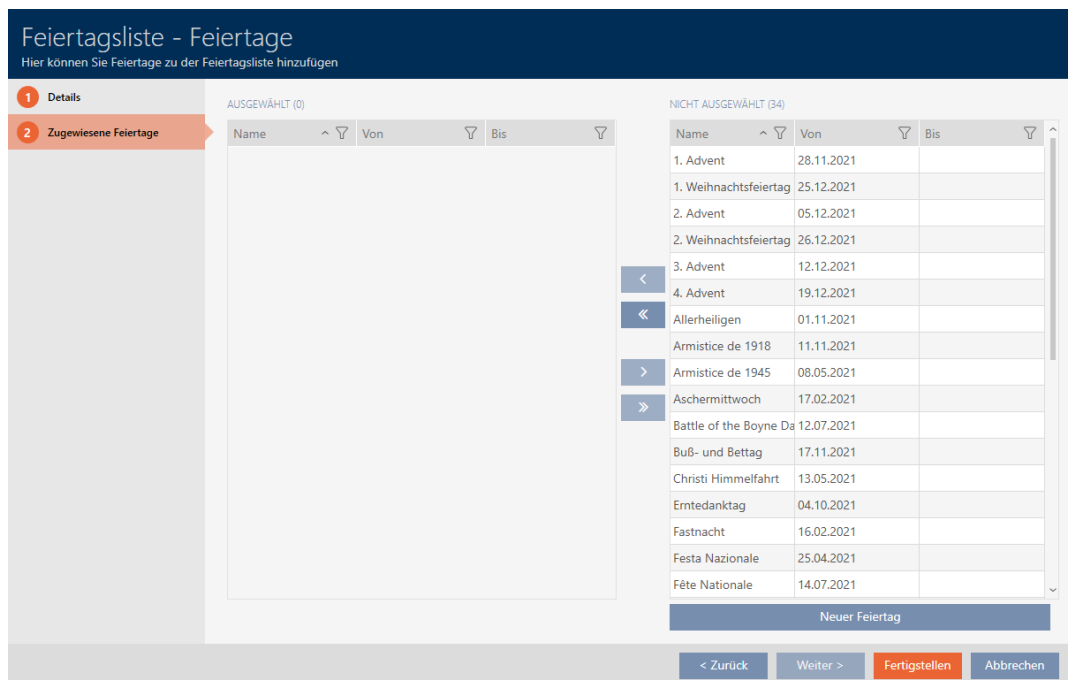 Feiertagsliste - Feiertage
Hier können Sie Feiertage zu der Feiertagsliste hinzufügen
1 Details
2 Zugewiesene Feiertage
AUSGEWÄHLT (0)
Name Von Bis
NICHT AUSGEWÄHLT (34)
Name Von Bis
1. Advent 28.11.2021
1. Weihnachtsfeiertag 25.12.2021
2. Advent 05.12.2021
2. Weihnachtsfeiertag 26.12.2021
3. Advent 12.12.2021
4. Advent 19.12.2021
Allerheiligen 01.11.2021
Armistice de 1918 11.11.2021
Armistice de 1945 08.05.2021
Aschermittwoch 17.02.2021
Battle of the Boyne Da 12.07.2021
Buß- und Bettag 17.11.2021
Christi Himmelfahrt 13.05.2021
Erntedanktag 04.10.2021
Fastnacht 16.02.2021
Festa Nazionale 25.04.2021
Fête Nationale 14.07.2021
Neuer Feiertag
< Zurück Weiter > Fertigstellen Abbrechen